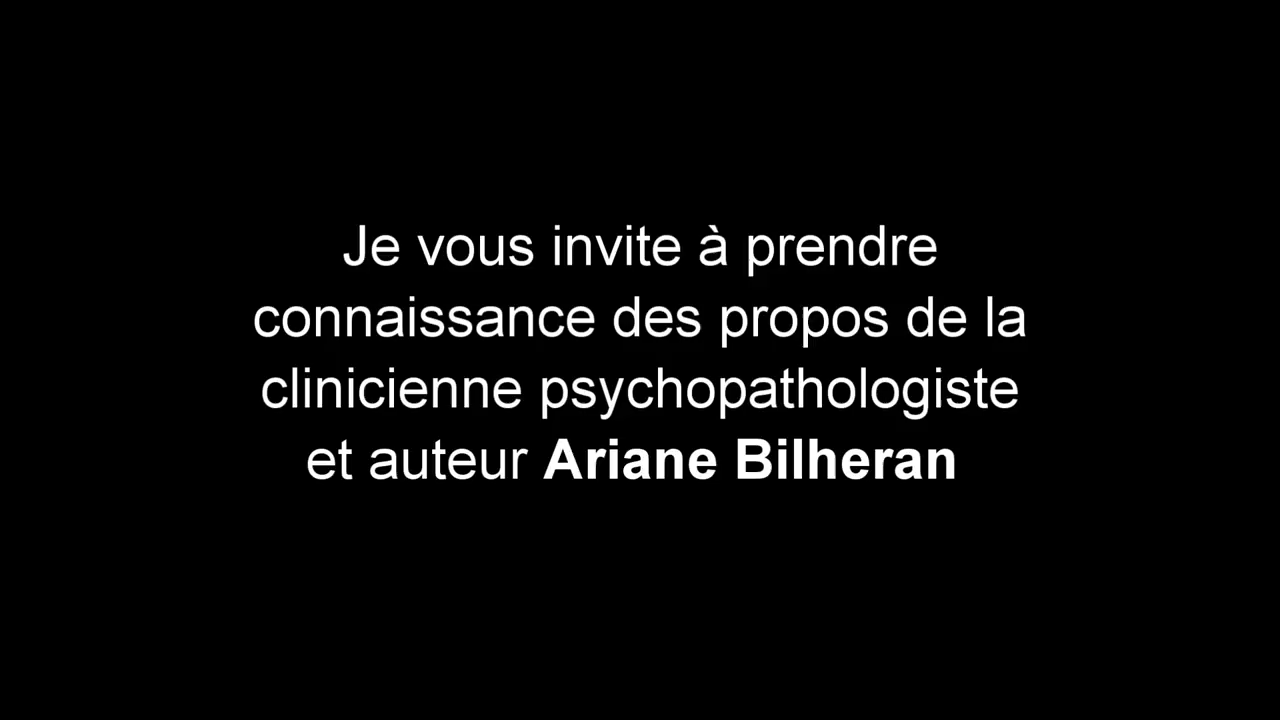 Je vous invite à prendre
connaissance des propos de la
clinicienne psychopathologiste
et auteur Ariane Bilheran